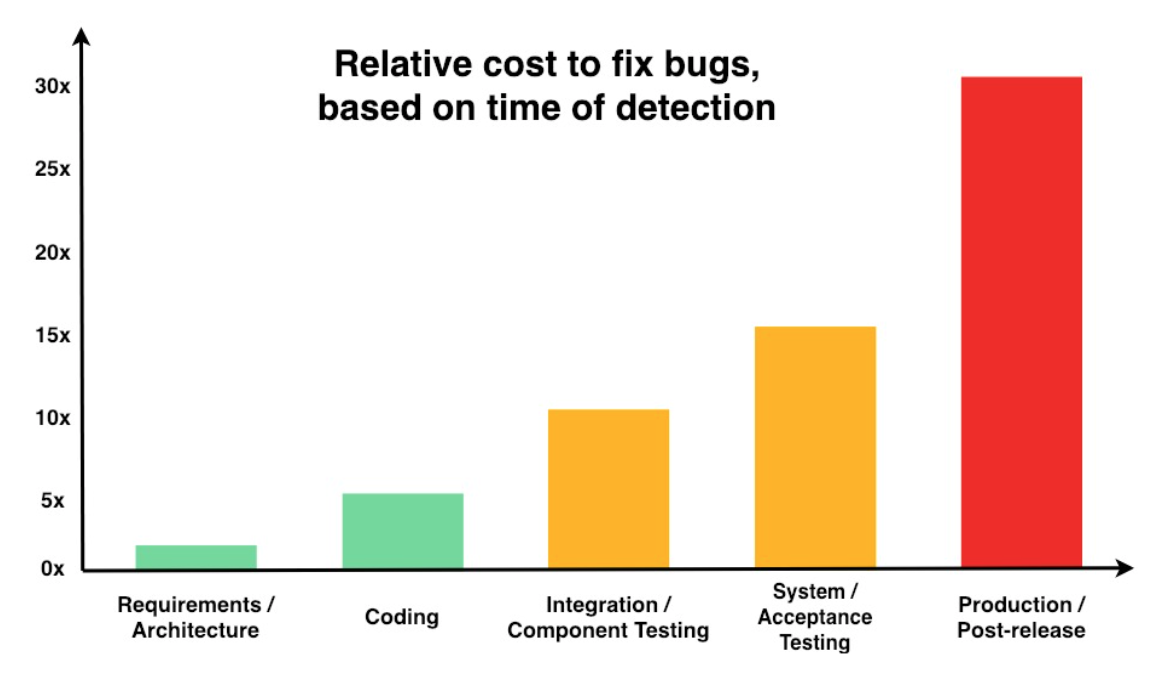 Relative cost to fix bugs,
based on time of detection
30x
25x
20x
15x
10x
5x
0x
Requirements /
Architecture
Coding
Integration /
Component Testing
System /
Acceptance
Testing
Production /
Post-release